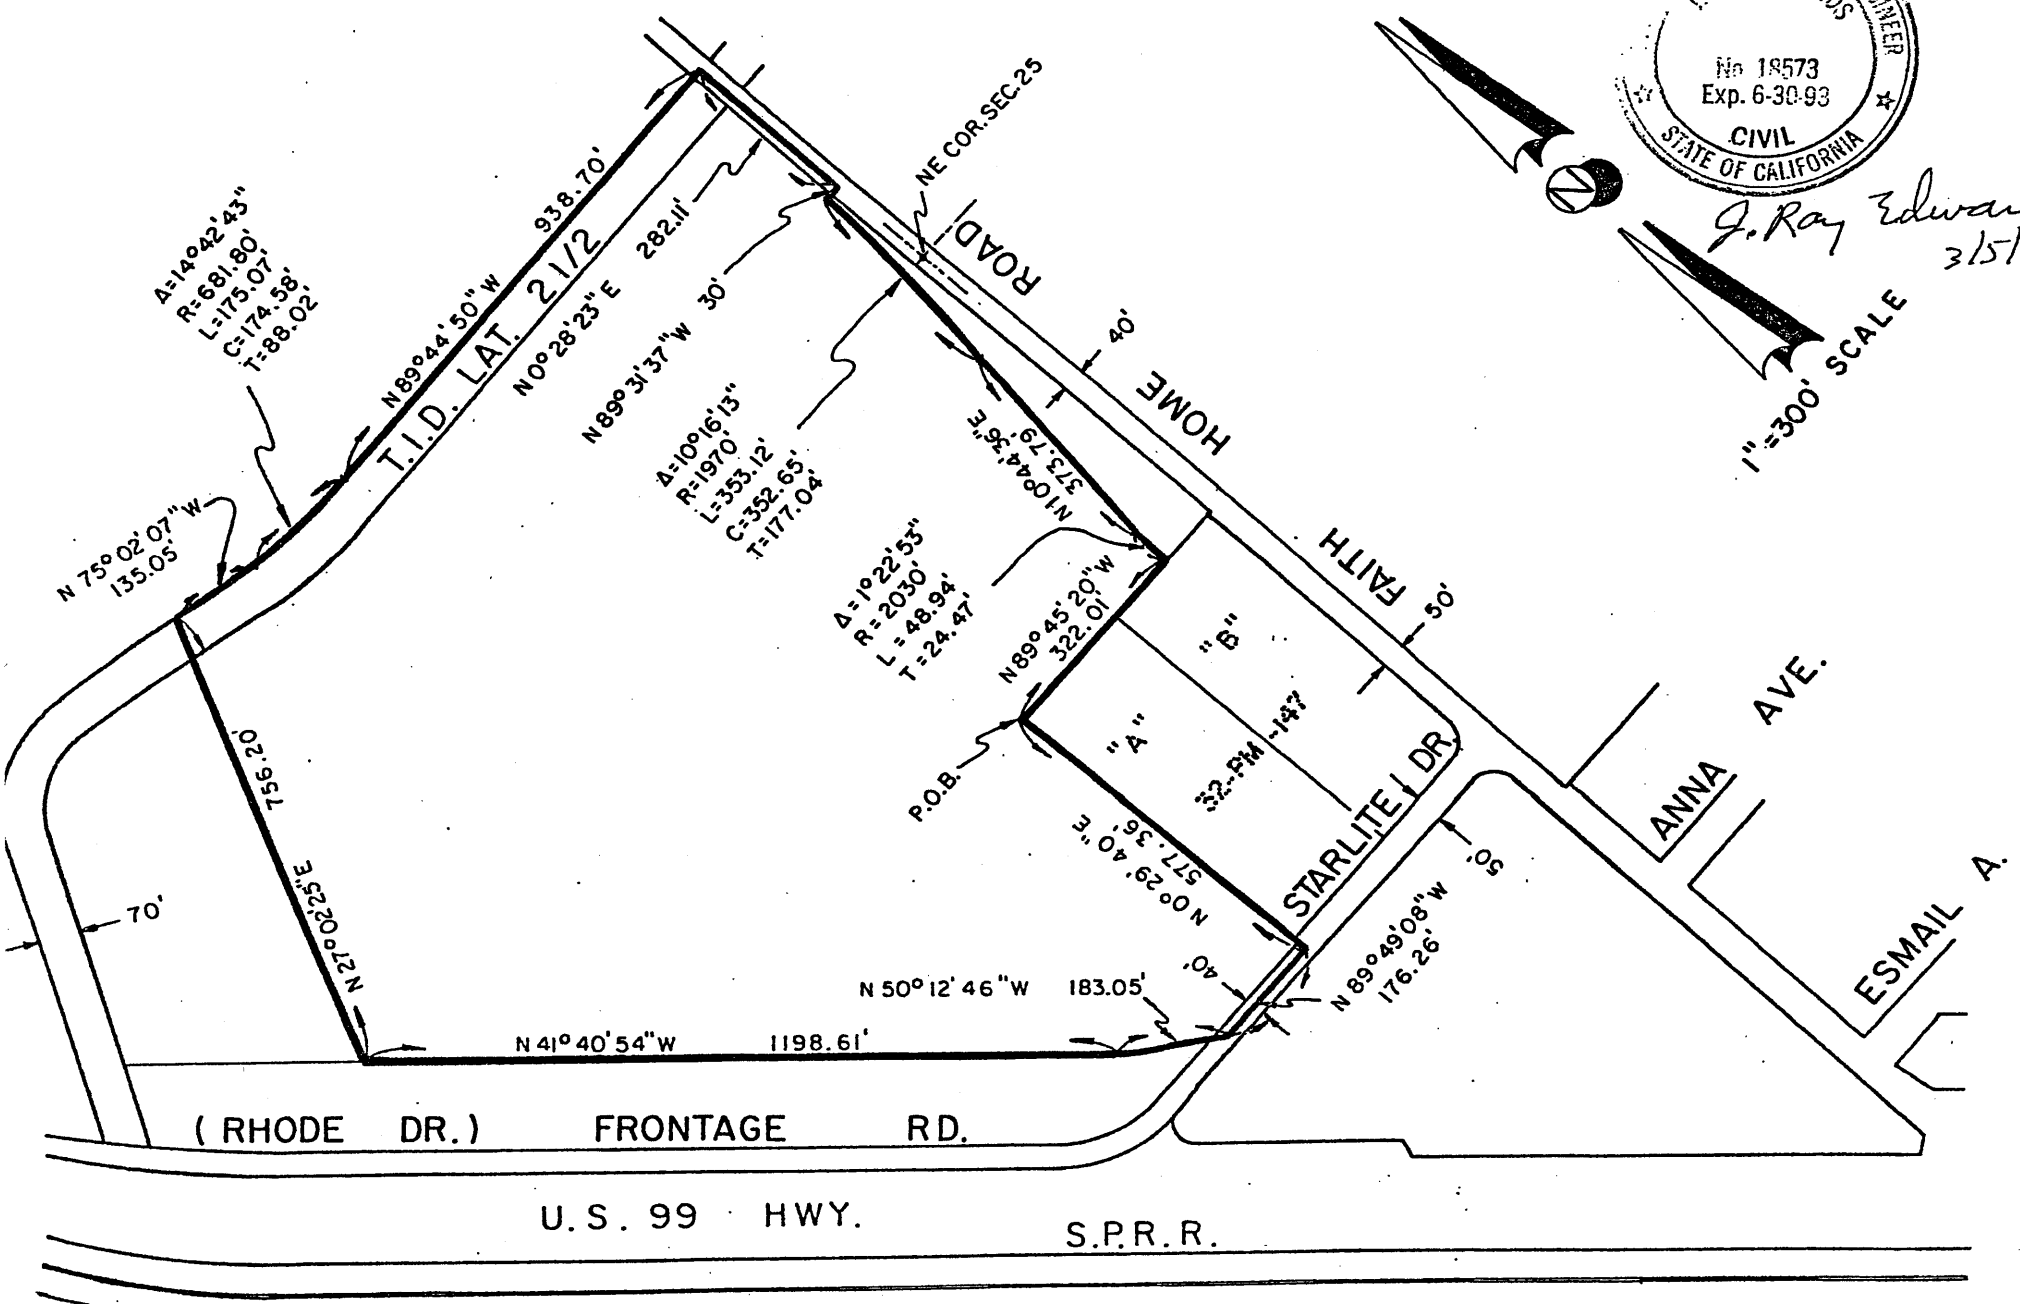 No 18573
Exp. 6-30-93
CIVIL
STATE OF CALIFORNIA
J. Ray
N
1"=300' SCALE
NE COR. SEC. 25
938.70'
N 89° 44' 50" W
T.I.D. LAT. 2 1/2
282.11'
N 0° 28' 23" E
N 89° 31' 37" W 30'
Δ=14°42'43"
R=681.80'
L=175.07'
C=174.58'
T=88.02'
N 75° 02' 07" W
135.05'
Δ=10°16'13"
R=1970'
L=353.12'
C=352.65'
T=177.04'
N10°44'36"E
373.79'
Δ=1°22'53"
R=2030'
L=48.94'
T=24.47'
N 89° 45' 20" W
322.01'
P.O.B.
FAITH HOME ROAD
40'
50'
"B"
"A"
32-PM-147
STARLITE DR.
50'
ANNA AVE.
ESMAIL A.
N 0° 29' 40" E
577.36'
N 89° 49' 08" W
176.26'
40'
N 50° 12' 46" W 183.05'
N 41° 40' 54" W 1198.61'
756.20'
N 27° 02' 25" E
70'
( RHODE DR. ) FRONTAGE RD.
U.S. 99 HWY.
S.P.R.R.